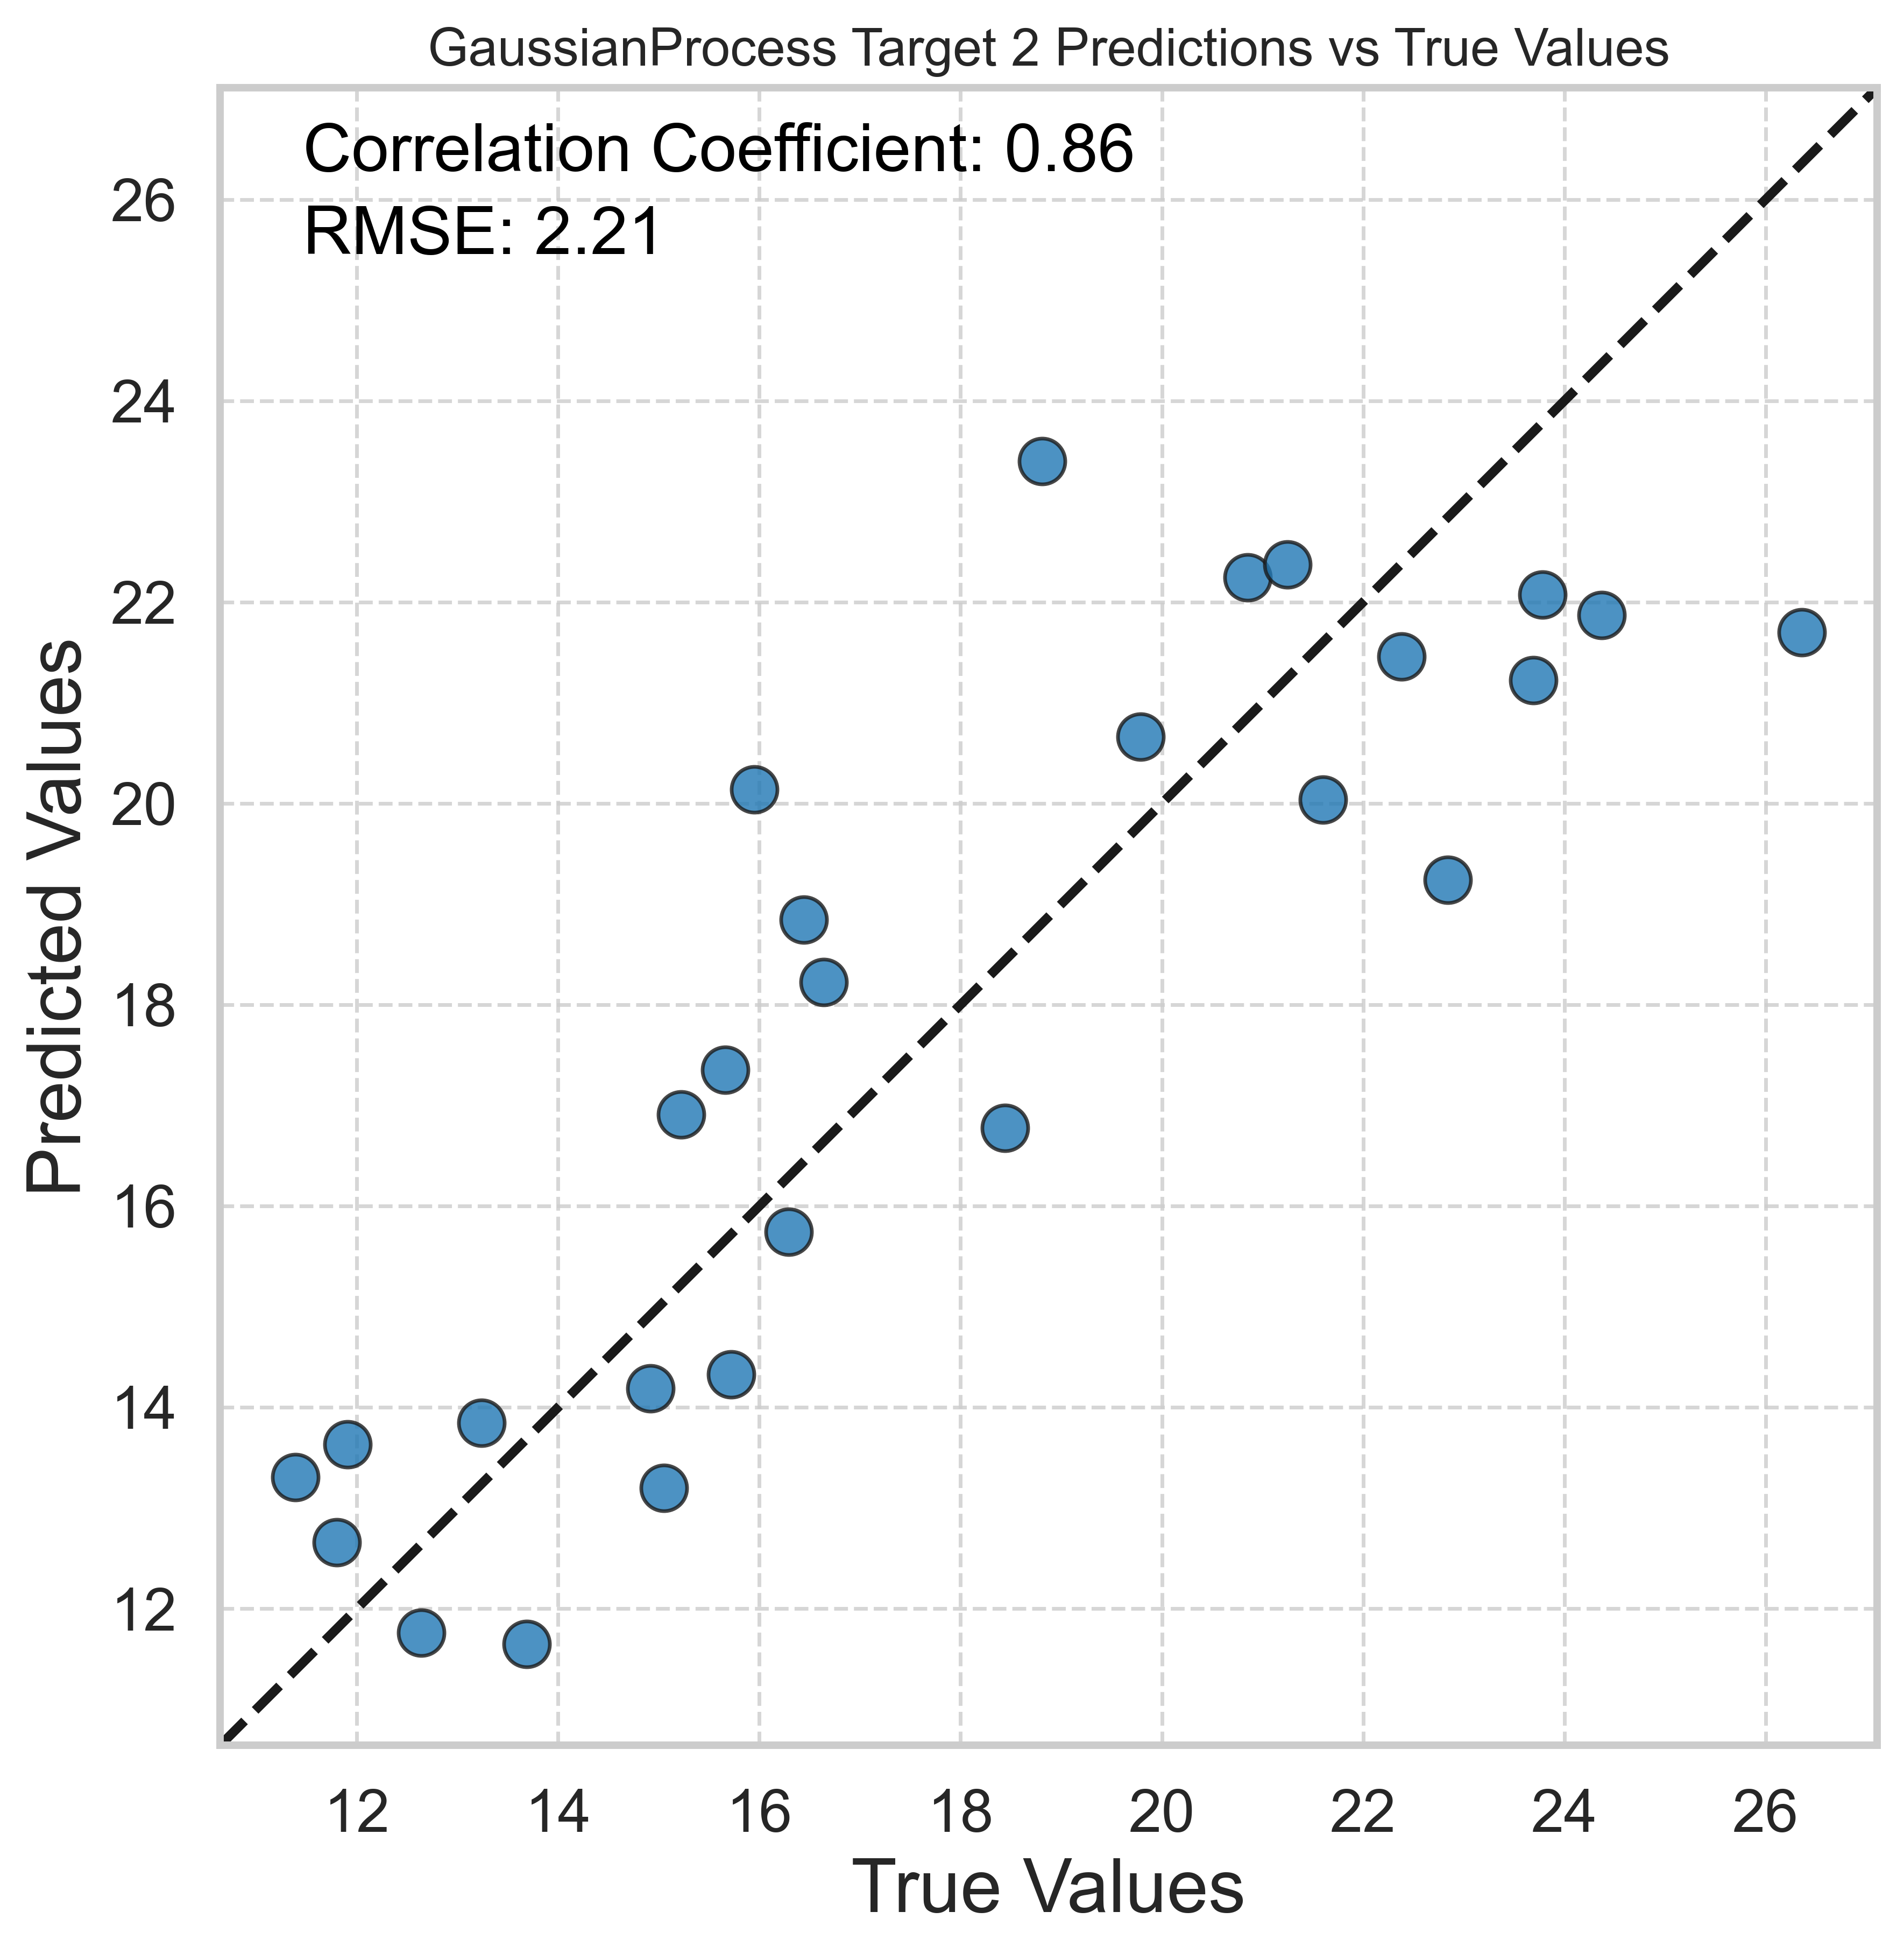 GaussianProcess Target 2 Predictions vs True Values
Correlation Coefficient: 0.86
RMSE: 2.21
26
24
22
20
18
16
14
12
Predicted Values
12 14 16 18 20 22 24 26
True Values